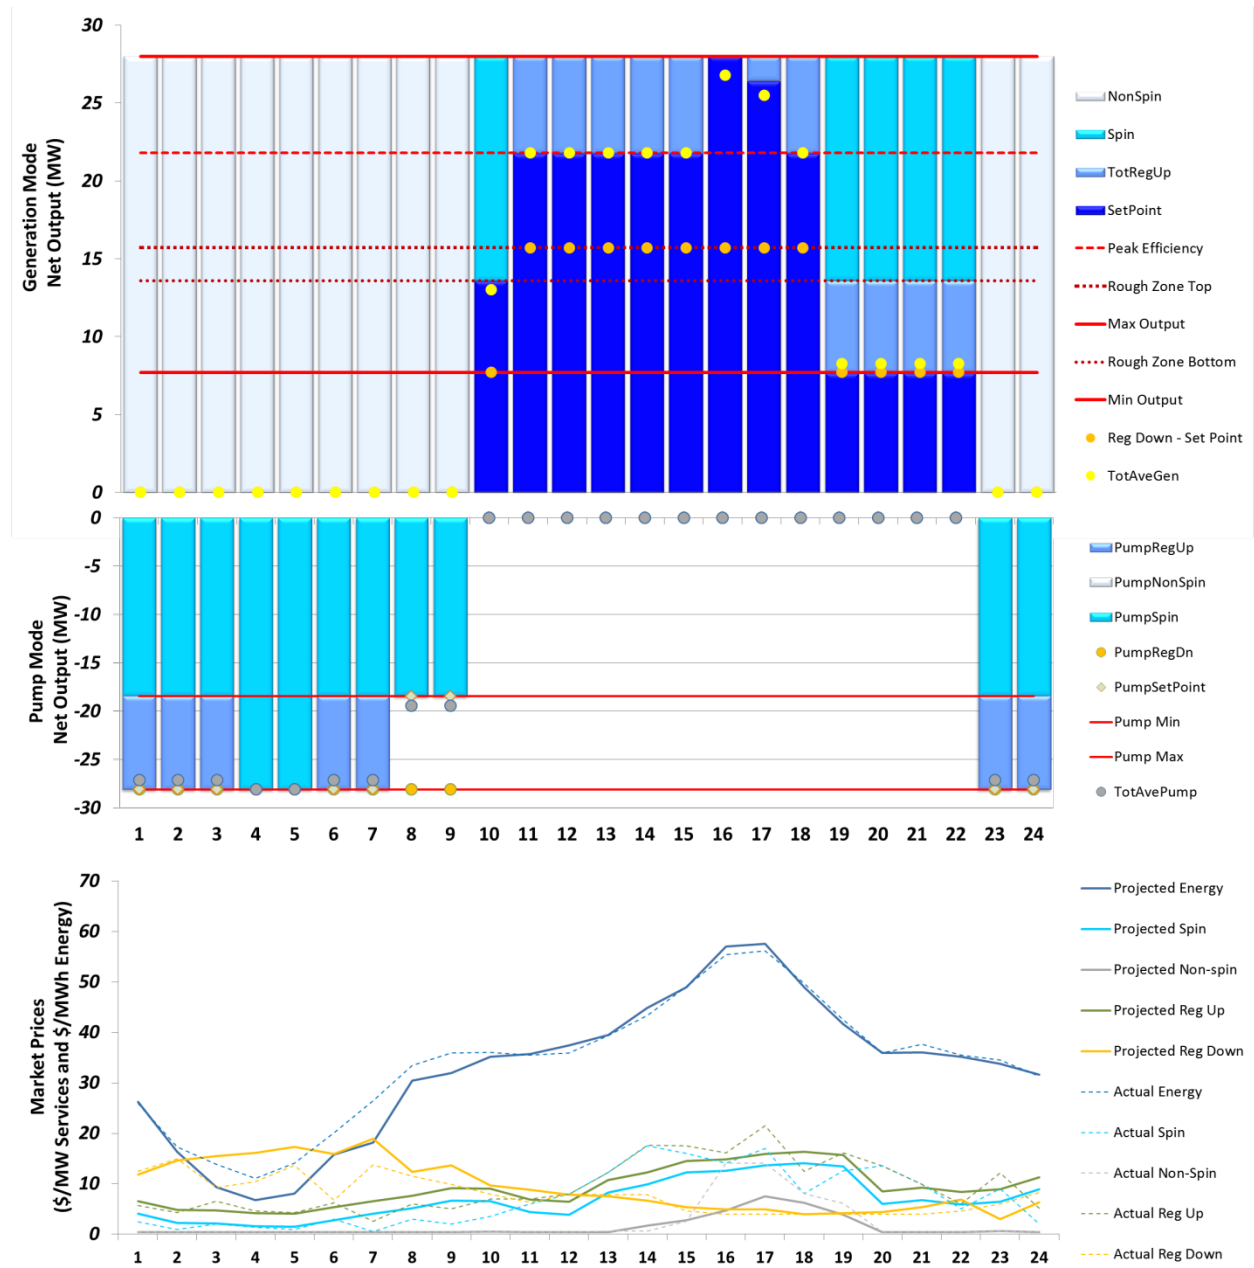 Generation Mode
Net Output (MW)
30
25
20
15
10
5
0
NonSpin
Spin
TotRegUp
SetPoint
Peak Efficiency
Rough Zone Top
Max Output
Rough Zone Bottom
Min Output
Reg Down - Set Point
TotAveGen
Pump Mode
Net Output (MW)
0
-5
-10
-15
-20
-25
-30
1 2 3 4 5 6 7 8 9 10 11 12 13 14 15 16 17 18 19 20 21 22 23 24
PumpRegUp
PumpNonSpin
PumpSpin
PumpRegDn
PumpSetPoint
Pump Min
Pump Max
TotAvePump
Market Prices
($/MW Services and $/MWh Energy)
70
60
50
40
30
20
10
0
1 2 3 4 5 6 7 8 9 10 11 12 13 14 15 16 17 18 19 20 21 22 23 24
Projected Energy
Projected Spin
Projected Non-spin
Projected Reg Up
Projected Reg Down
Actual Energy
Actual Spin
Actual Non-Spin
Actual Reg Up
Actual Reg Down